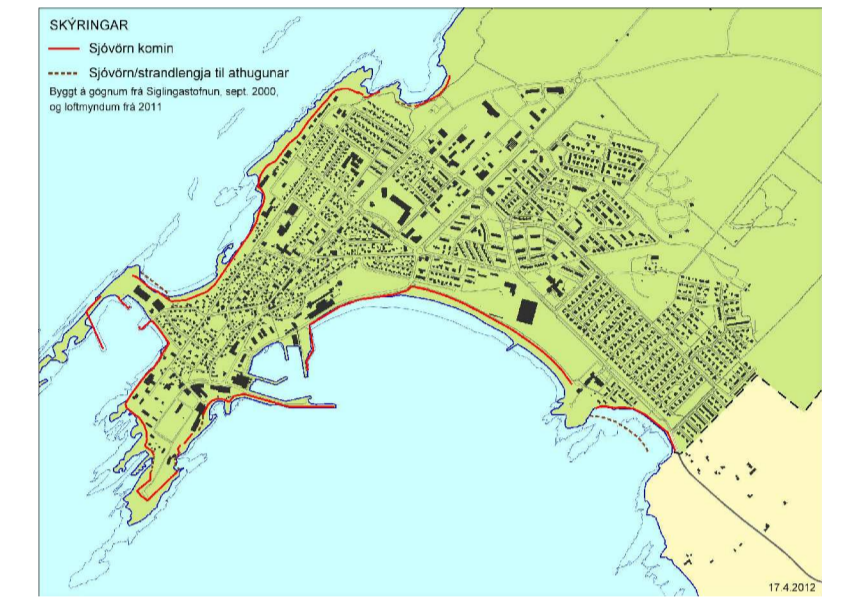 SKÝRINGAR
Sjóvörn komin
Sjóvörn/strandlengja til athugunar
Byggt á gögnum frá Siglingastofnun, sept. 2000,
og loftmyndum frá 2011
17.4.2012